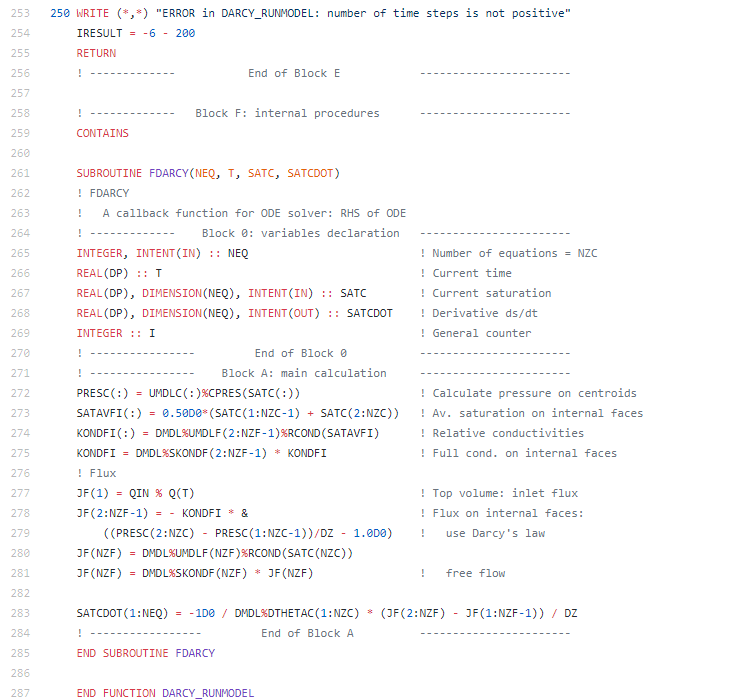 253 250 WRITE (*,*) "ERROR in DARCY_RUNMODEL: number of time steps is not positive"
254 IRESULT = -6 - 200
255 RETURN
256 ! ------------- End of Block E -----------------------
257
258 ! ------------- Block F: internal procedures -----------------------
259 CONTAINS
260
261 SUBROUTINE FDARCY(NEQ, T, SATC, SATCDOT)
262 ! FDARCY
263 ! A callback function for ODE solver: RHS of ODE
264 ! ------------- Block 0: variables declaration -----------------------
265 INTEGER, INTENT(IN) :: NEQ ! Number of equations = NZC
266 REAL(DP) :: T ! Current time
267 REAL(DP), DIMENSION(NEQ), INTENT(IN) :: SATC ! Current saturation
268 REAL(DP), DIMENSION(NEQ), INTENT(OUT) :: SATCDOT ! Derivative ds/dt
269 INTEGER :: I ! General counter
270 ! ---------------- End of Block 0 -----------------------
271 ! ---------------- Block A: main calculation -----------------------
272 PRESC(:) = UMDLC(:)%CPRES(SATC(:)) ! Calculate pressure on centroids
273 SATAVFI(:) = 0.50D0*(SATC(1:NZC-1) + SATC(2:NZC)) ! Av. saturation on internal faces
274 KONDFI(:) = DMDL%UMDLF(2:NZF-1)%RCOND(SATAVFI) ! Relative conductivities
275 KONDFI = DMDL%SKONDF(2:NZF-1) * KONDFI ! Full cond. on internal faces
276 ! Flux
277 JF(1) = QIN % Q(T) ! Top volume: inlet flux
278 JF(2:NZF-1) = - KONDFI * & ! Flux on internal faces:
279 ((PRESC(2:NZC) - PRESC(1:NZC-1))/DZ - 1.0D0) ! use Darcy's law
280 JF(NZF) = DMDL%UMDLF(NZF)%RCOND(SATC(NZC))
281 JF(NZF) = DMDL%SKONDF(NZF) * JF(NZF) ! free flow
282
283 SATCDOT(1:NEQ) = -1D0 / DMDL%DTHETAC(1:NZC) * (JF(2:NZF) - JF(1:NZF-1)) / DZ
284 ! ----------------- End of Block A -----------------------
285 END SUBROUTINE FDARCY
286
287 END FUNCTION DARCY_RUNMODEL